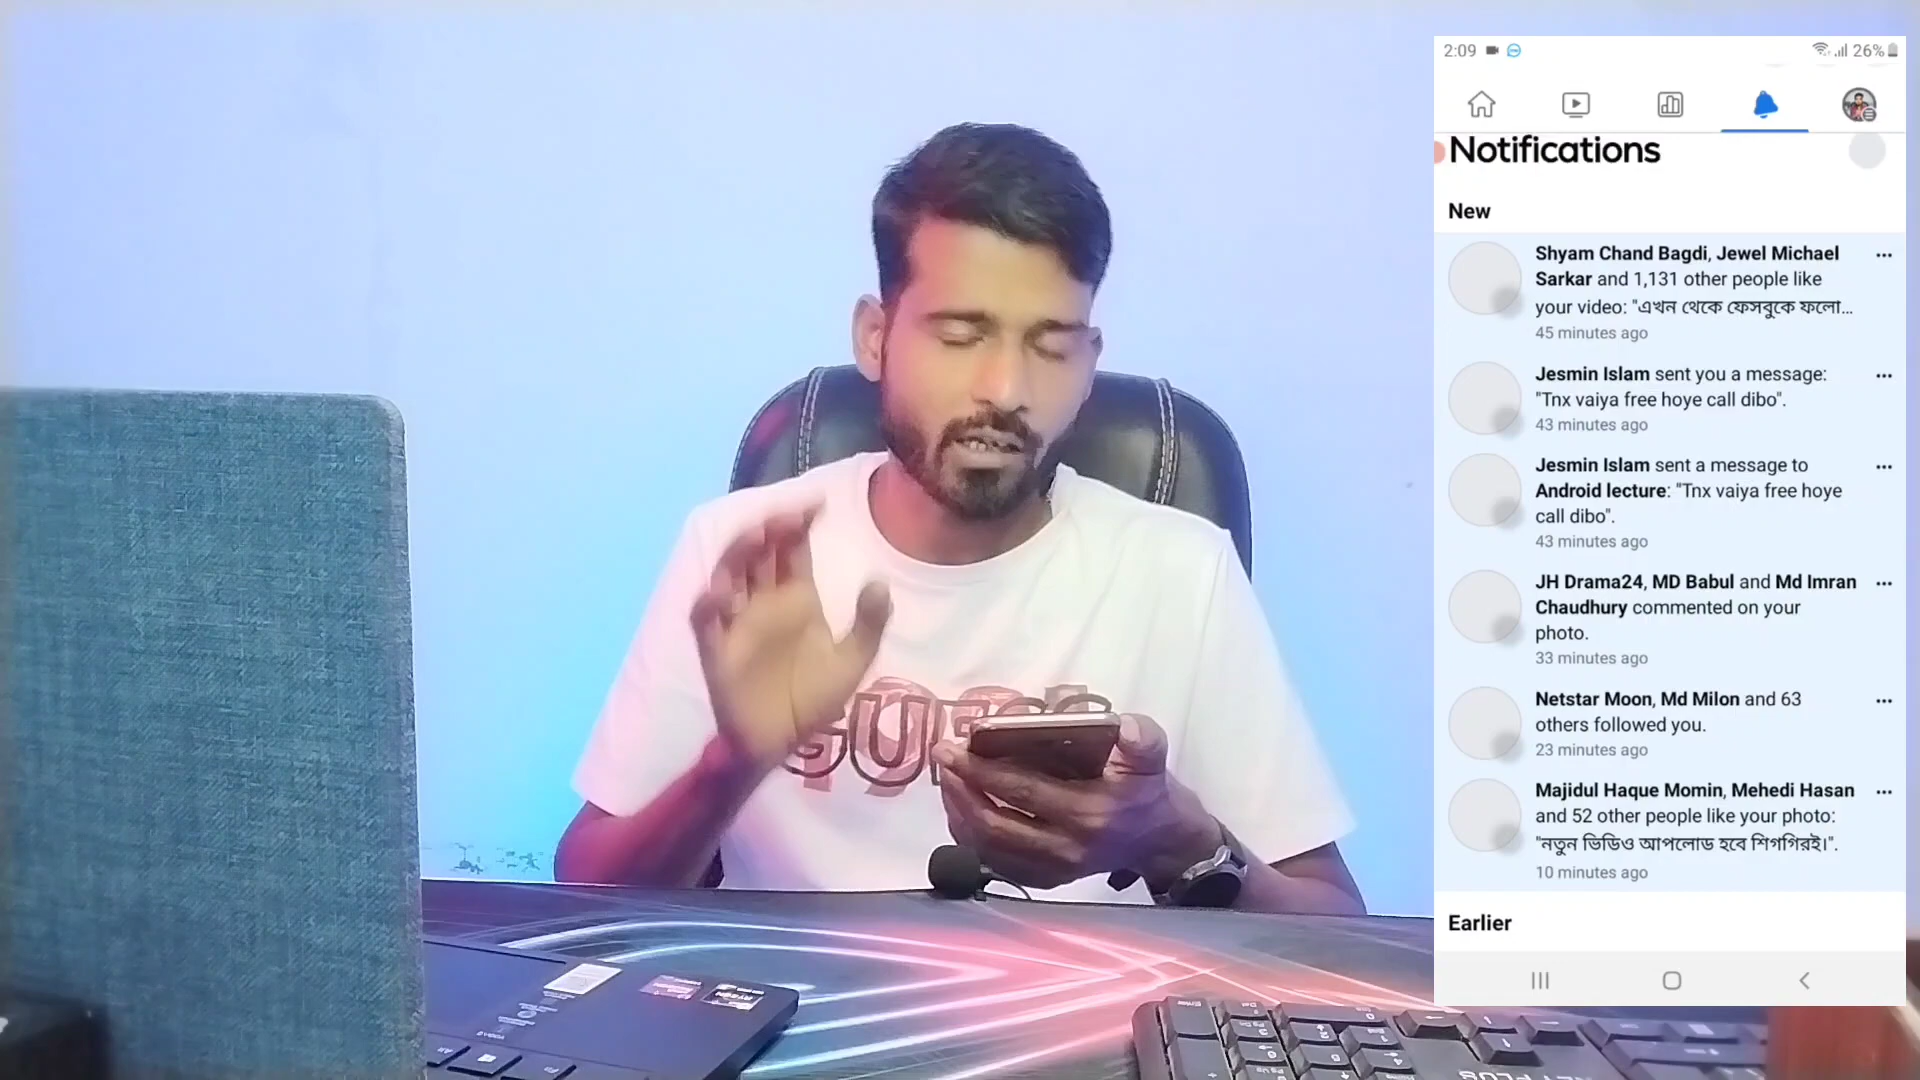 2:09
26%
Notifications
New
Shyam Chand Bagdi, Jewel Michael
Sarkar and 1,131 other people like
your video: "এখন থেকে ফেসবুকে ফলো...
45 minutes ago
Jesmin Islam sent you a message:
"Tnx vaiya free hoye call dibo".
43 minutes ago
Jesmin Islam sent a message to
Android lecture: "Tnx vaiya free hoye
call dibo".
43 minutes ago
JH Drama24, MD Babul and Md Imran
Chaudhury commented on your
photo.
33 minutes ago
Netstar Moon, Md Milon and 63
others followed you.
23 minutes ago
Majidul Haque Momin, Mehedi Hasan
and 52 other people like your photo:
"নতুন ভিডিও আপলোড হবে শিগগিরই।".
10 minutes ago
Earlier